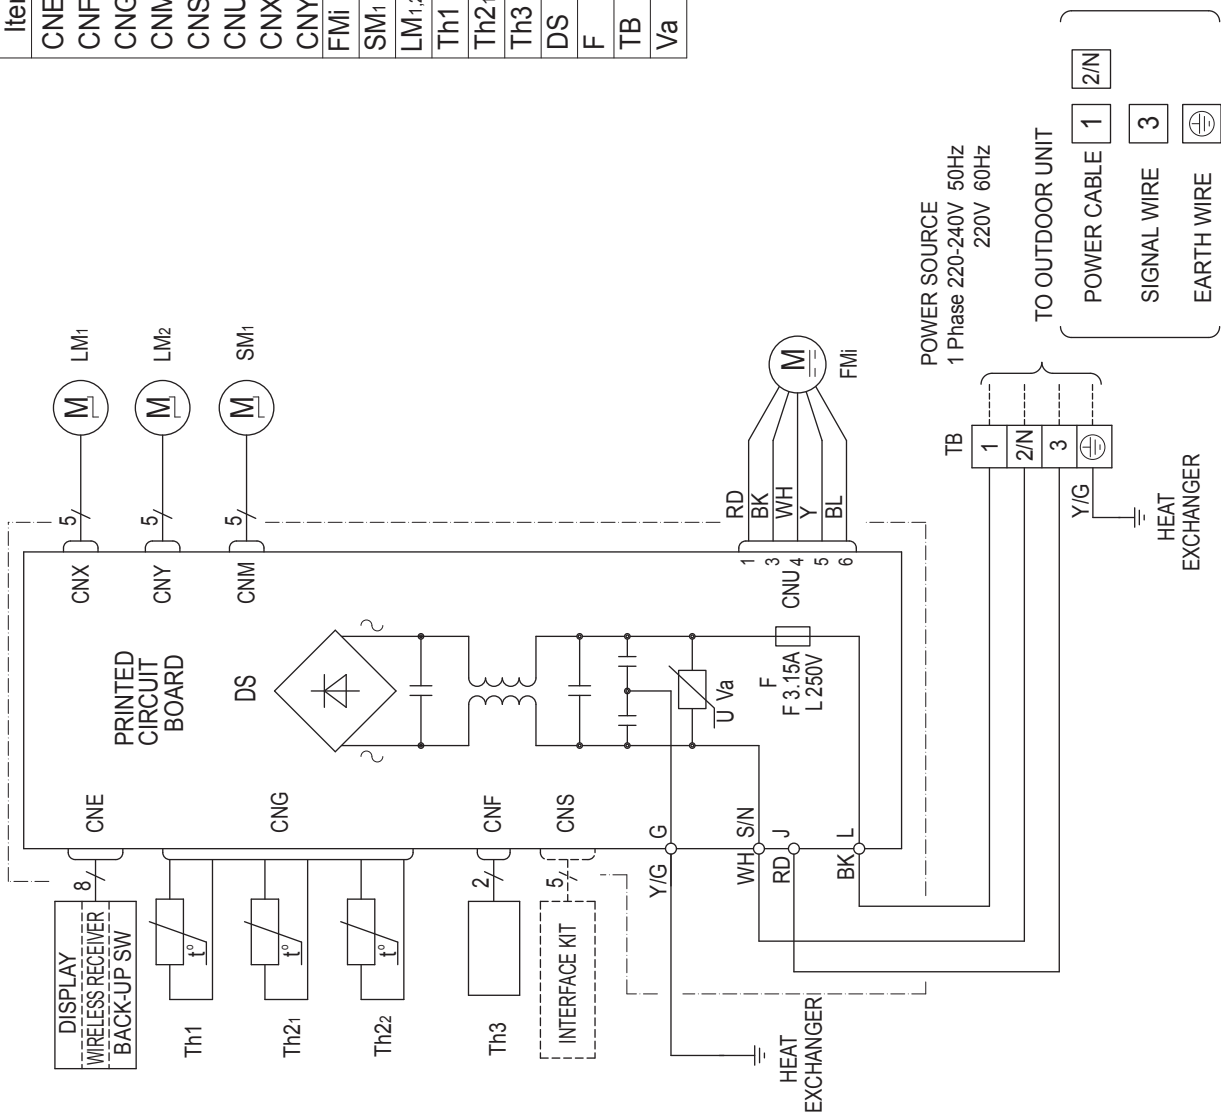 Iter
CNE
CNF
CNG
CNM
CNS
CNU
CNX
CNY
FMi
SM1
LM1,2
Th1
Th21
Th3
DS
F
TB
Va
LM1
LM2
SM1
M
M
M
5
5
5
CNX
CNY
CNM
PRINTED
CIRCUIT
BOARD
DS
CNE
CNG
CNF
CNS
8
2
5
DISPLAY
WIRELESS RECEIVER
BACK-UP SW
Th1
t°
Th21
t°
Th22
t°
Th3
INTERFACE KIT
RD
BK
WH
Y
BL
1
3
4
5
6
CNU
M
FMi
F
F 3.15A
L 250V
U Va
Y/G G
WH S/N
RD J
BK L
HEAT
EXCHANGER
POWER SOURCE
1 Phase 220-240V 50Hz
220V 60Hz
TB
1
2/N
3
Y/G
HEAT
EXCHANGER
TO OUTDOOR UNIT
POWER CABLE 1 2/N
SIGNAL WIRE 3
EARTH WIRE